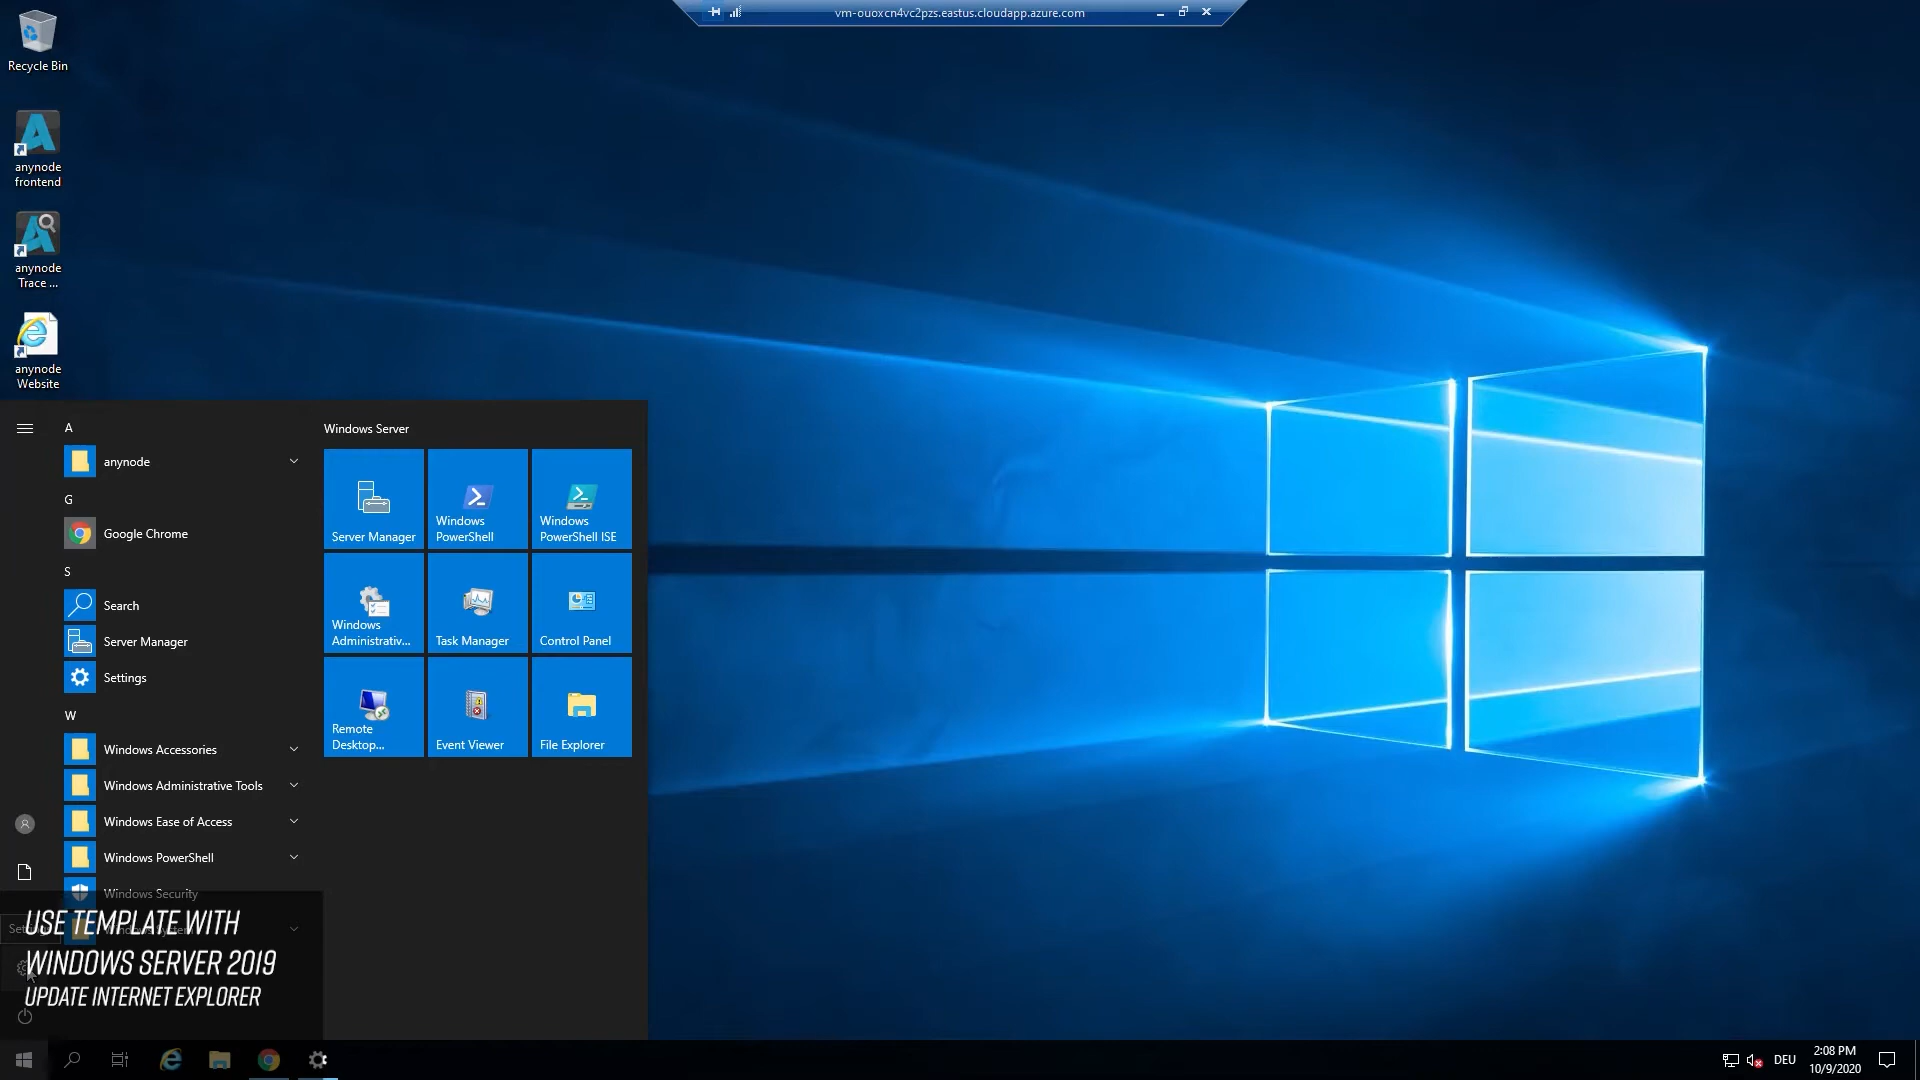 vm-ouoxcn4vc2pzs.eastus.cloudapp.azure.com
Recycle Bin
anynode
frontend
anynode
Trace ...
anynode
Website
A
anynode
G
Google Chrome
S
Search
Server Manager
Settings
W
Windows Accessories
Windows Administrative Tools
Windows Ease of Access
Windows PowerShell
Windows Security
Windows System
Settings
Windows Server
Server Manager
Windows
PowerShell
Windows
PowerShell ISE
Windows
Administrativ...
Task Manager
Control Panel
Remote
Desktop...
Event Viewer
File Explorer
USE TEMPLATE WITH
WINDOWS SERVER 2019
UPDATE INTERNET EXPLORER
DEU
2:08 PM
10/9/2020